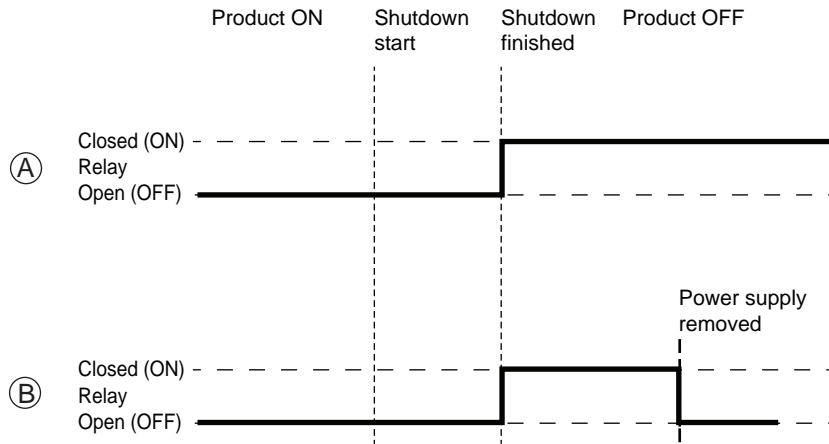 Product ON
Shutdown
start
Shutdown
finished
Product OFF
A
Closed (ON)
Relay
Open (OFF)
Power supply
removed
B
Closed (ON)
Relay
Open (OFF)